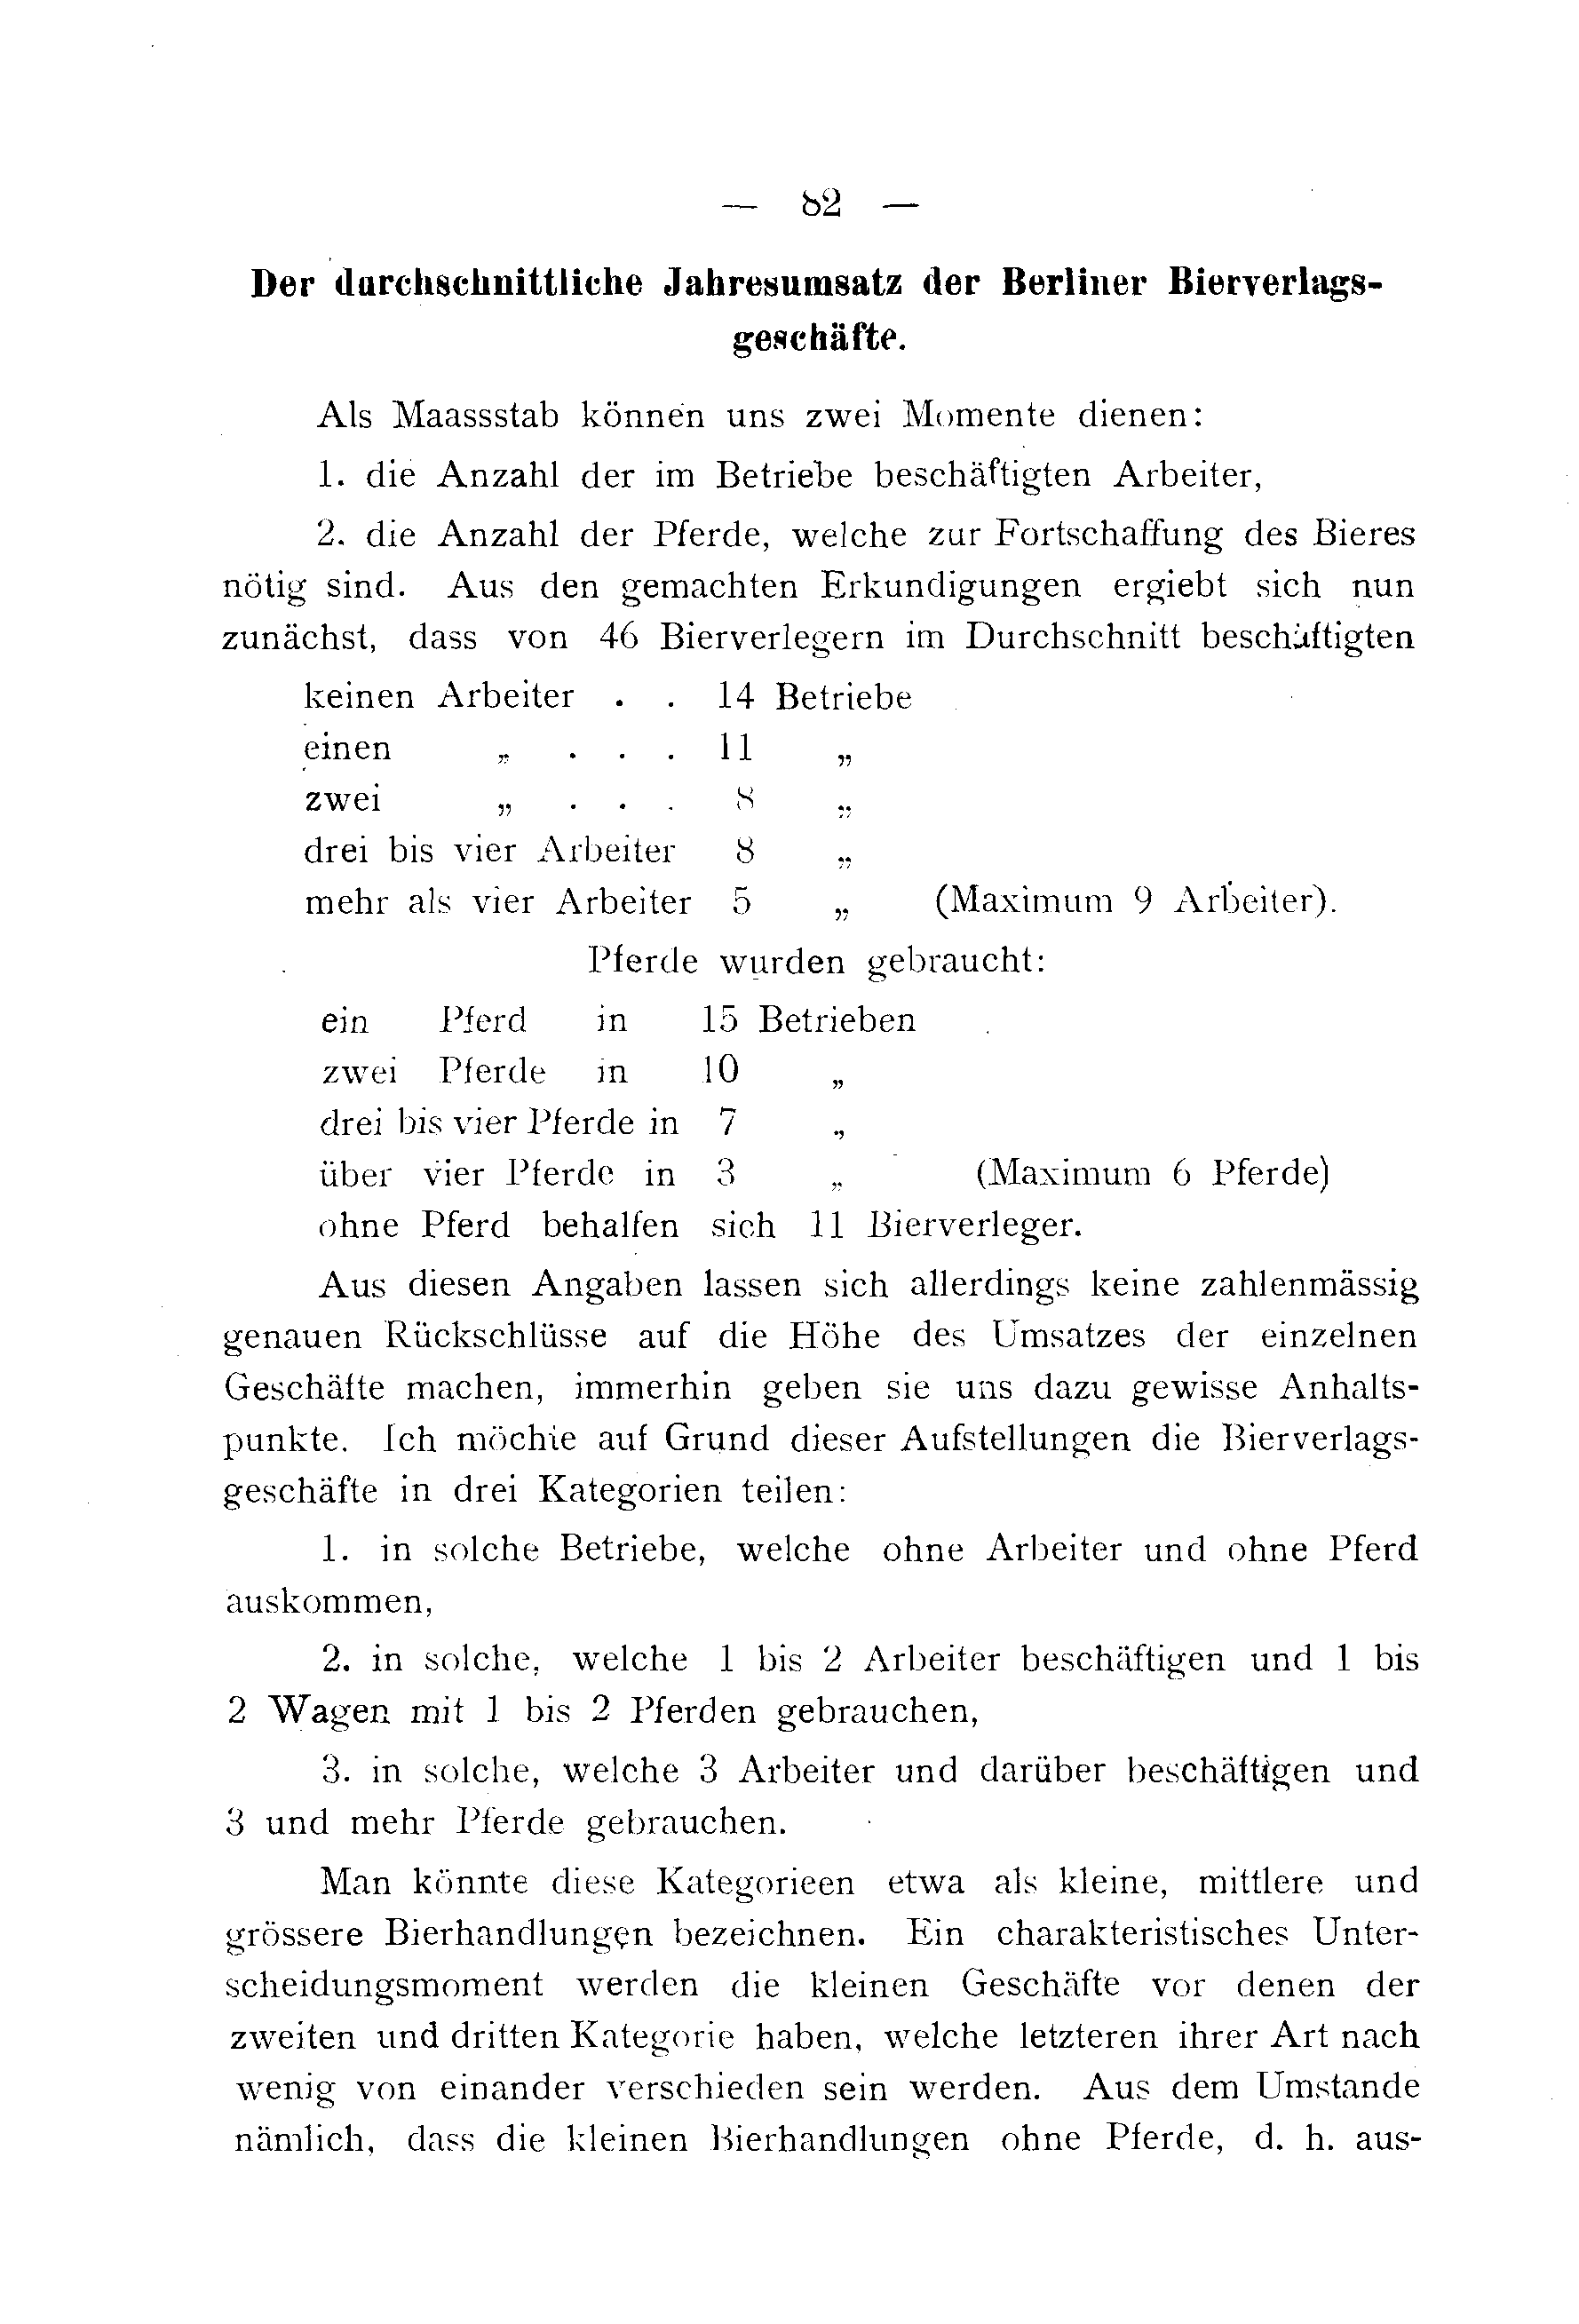 — 82 —
Der durchschnittliche Jahresumsatz der Berliner Bierverlags-
geschäfte.
Als Maassstab können uns zwei Momente dienen:
1. die Anzahl der im Betriebe beschäftigten Arbeiter,
2. die Anzahl der Pferde, welche zur Fortschaffung des Bieres
nötig sind. Aus den gemachten Erkundigungen ergiebt sich nun
zunächst, dass von 46 Bierverlegern im Durchschnitt beschäftigten
keinen Arbeiter . . 14 Betriebe
einen „ . . . 11 „
zwei „ . . . 8 „
drei bis vier Arbeiter 8 „
mehr als vier Arbeiter 5 „ (Maximum 9 Arbeiter).
Pferde wurden gebraucht:
ein Pferd in 15 Betrieben
zwei Pferde in 10 „
drei bis vier Pferde in 7 „
über vier Pferde in 3 „ (Maximum 6 Pferde)
ohne Pferd behalfen sich 11 Bierverleger.
Aus diesen Angaben lassen sich allerdings keine zahlenmässig
genauen Rückschlüsse auf die Höhe des Umsatzes der einzelnen
Geschäfte machen, immerhin geben sie uns dazu gewisse Anhalts-
punkte. Ich möchte auf Grund dieser Aufstellungen die Bierverlags-
geschäfte in drei Kategorien teilen:
1. in solche Betriebe, welche ohne Arbeiter und ohne Pferd
auskommen,
2. in solche, welche 1 bis 2 Arbeiter beschäftigen und 1 bis
2 Wagen mit 1 bis 2 Pferden gebrauchen,
3. in solche, welche 3 Arbeiter und darüber beschäftigen und
3 und mehr Pferde gebrauchen.
Man könnte diese Kategorieen etwa als kleine, mittlere und
grössere Bierhandlungen bezeichnen. Ein charakteristisches Unter-
scheidungsmoment werden die kleinen Geschäfte vor denen der
zweiten und dritten Kategorie haben, welche letzteren ihrer Art nach
wenig von einander verschieden sein werden. Aus dem Umstande
nämlich, dass die kleinen Bierhandlungen ohne Pferde, d. h. aus-